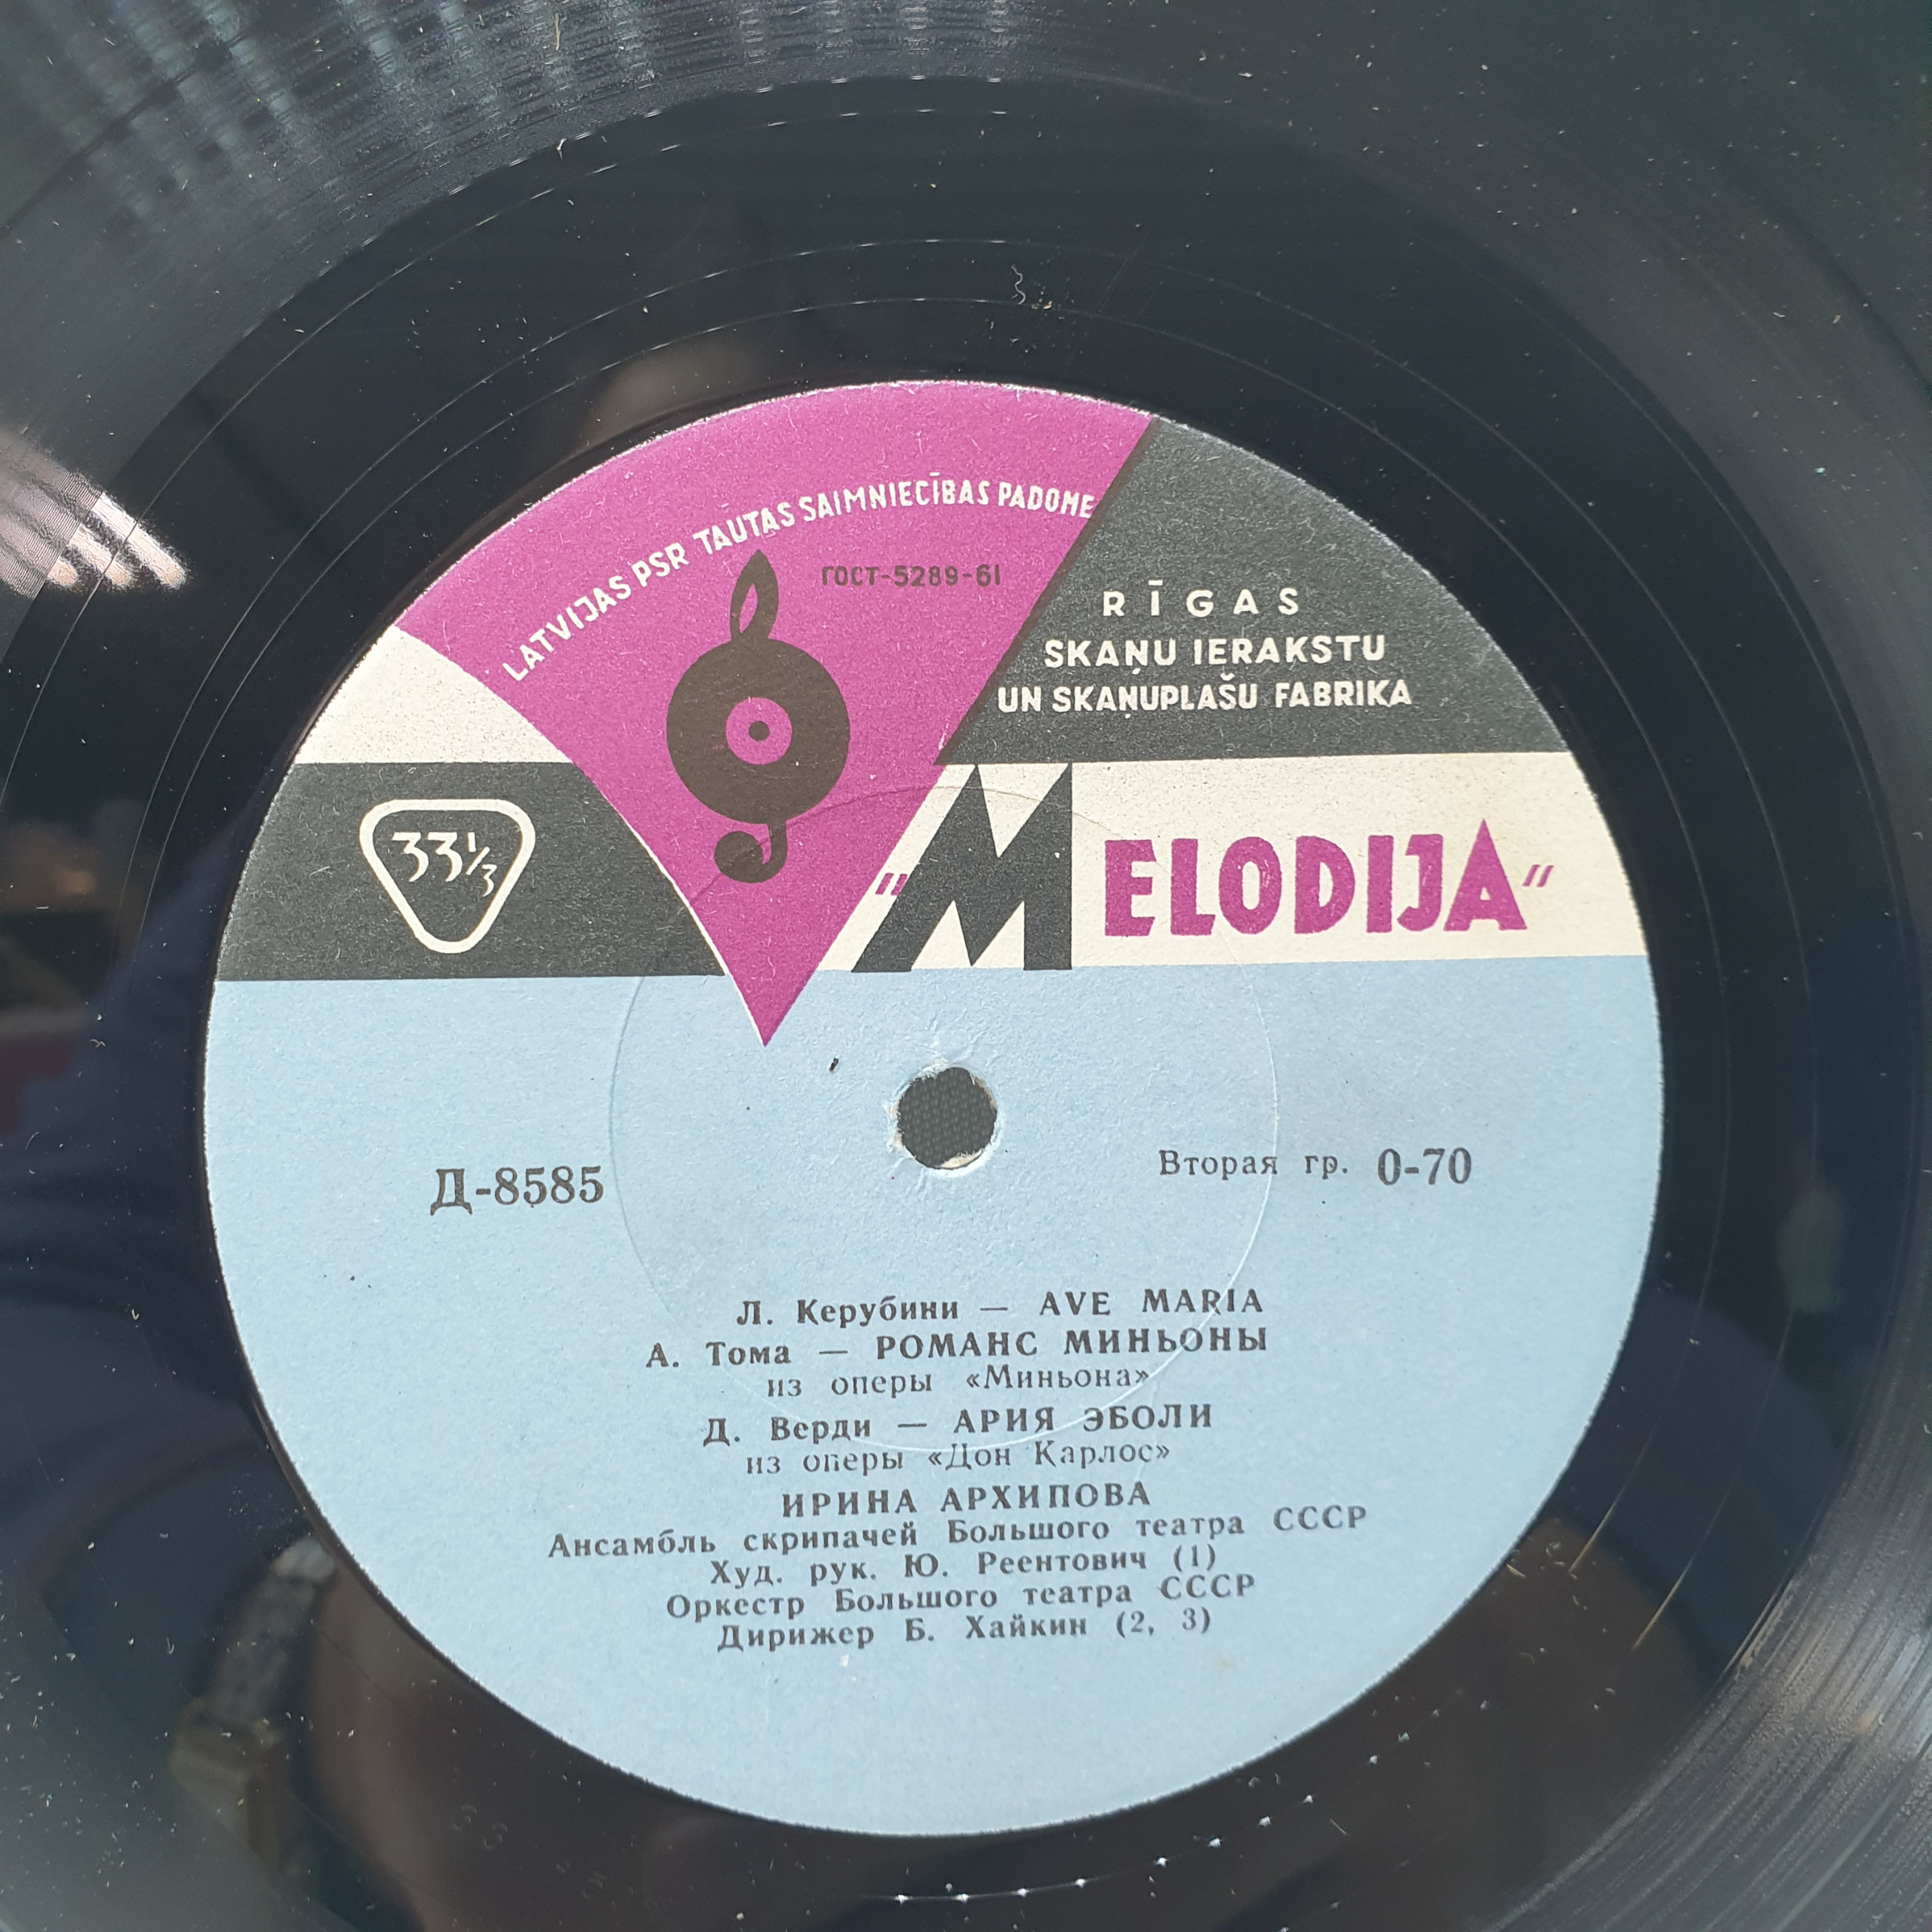 LATVIJAS PSR TAUTAS SAIMNIECĪBAS PADOME
ГОСТ-5289-61
RĪGAS
SKAŅU IERAKSTU
UN SKAŅUPLAŠU FABRIKA
33⅓
"MELODIJA"
Д-8585
Вторая гр. 0-70
Л. Керубини — AVE MARIA
А. Тома — РОМАНС МИНЬОНЫ
из оперы «Миньона»
Д. Верди — АРИЯ ЭБОЛИ
из оперы «Дон Карлос»
ИРИНА АРХИПОВА
Ансамбль скрипачей Большого театра СССР
Худ. рук. Ю. Реентович (1)
Оркестр Большого театра СССР
Дирижер Б. Хайкин (2, 3)